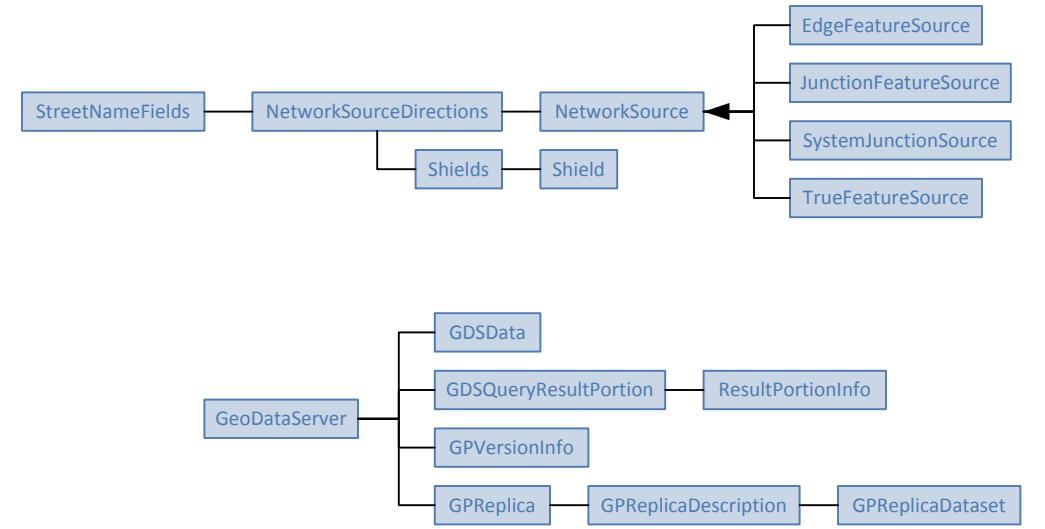 EdgeFeatureSource
JunctionFeatureSource
StreetNameFields
NetworkSourceDirections
NetworkSource
SystemJunctionSource
Shields
Shield
TrueFeatureSource
GDSData
GDSQueryResultPortion
ResultPortionInfo
GeoDataServer
GPVersionInfo
GPReplica
GPReplicaDescription
GPReplicaDataset